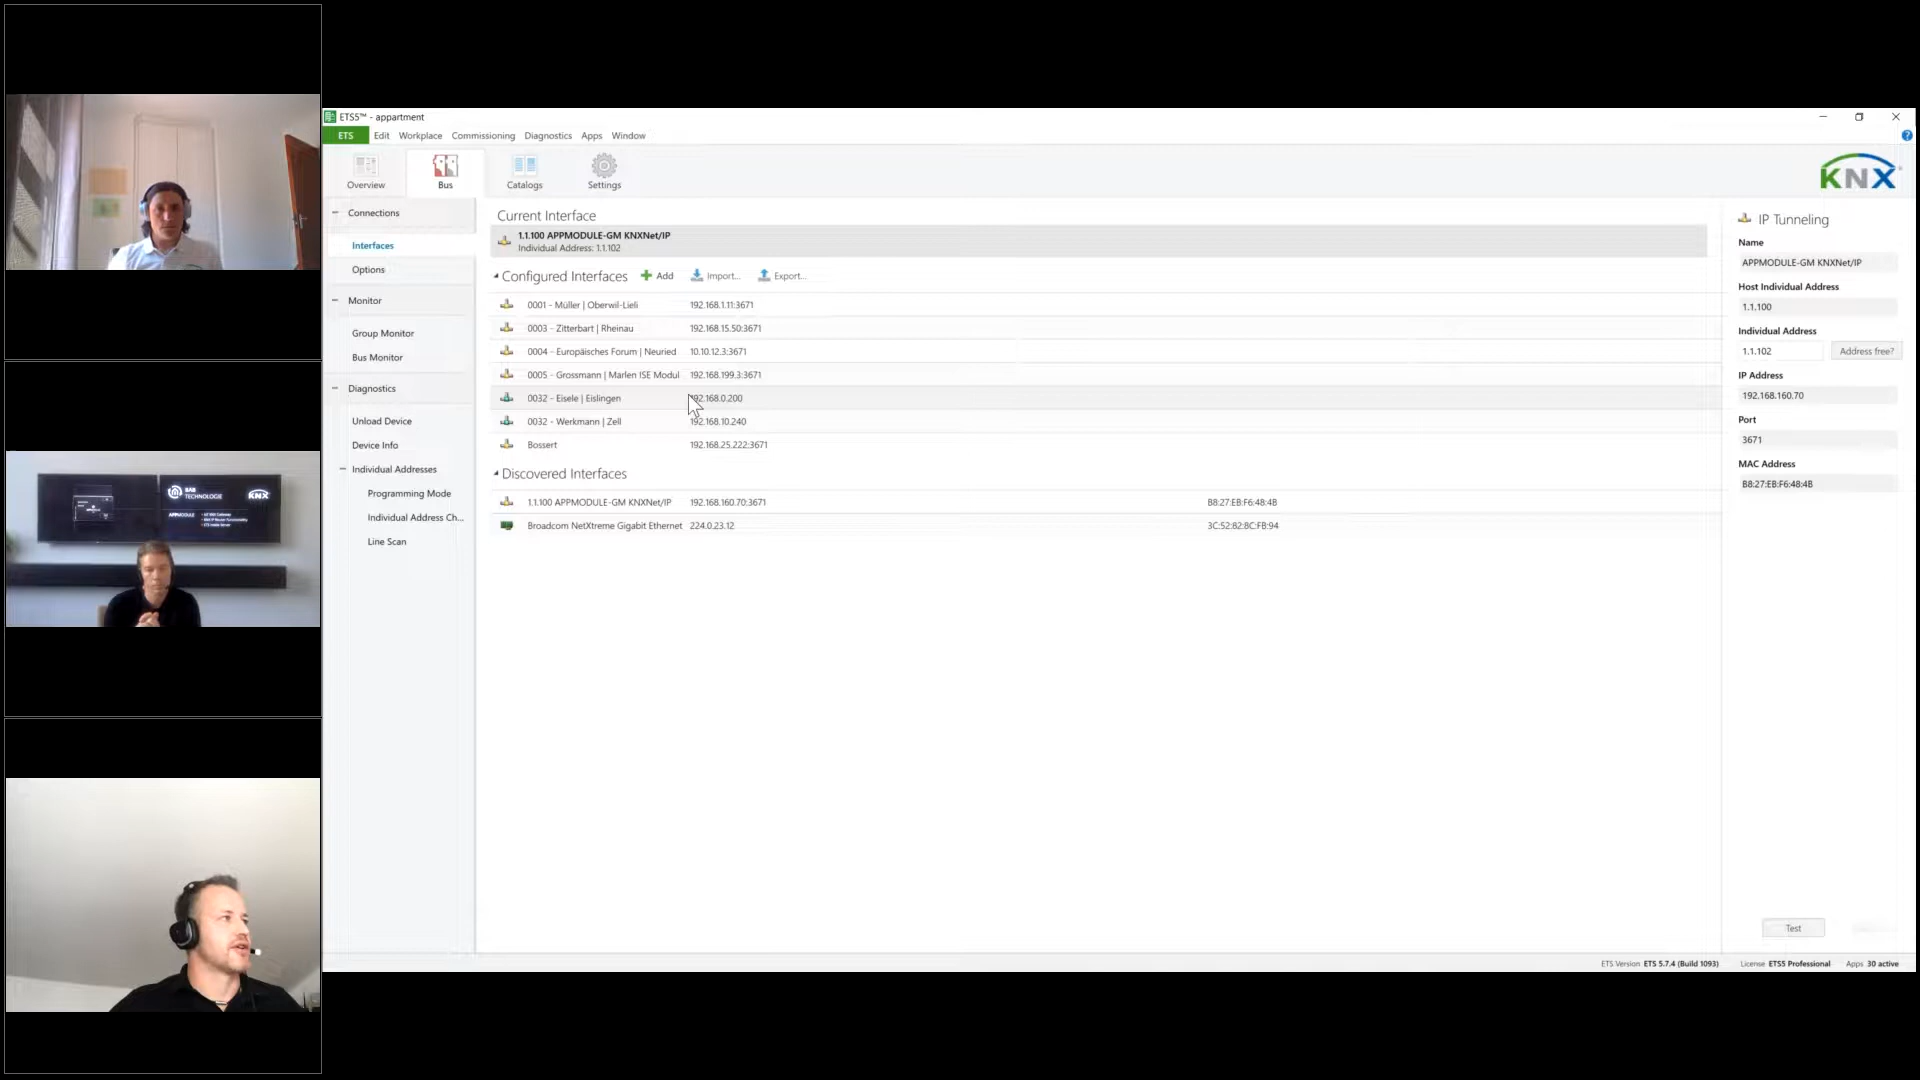 BAB
TECHNOLOGIE
KNX
APPMODULE
ETS5™ - appartment
ETS Edit Workplace Commissioning Diagnostics Apps Window
Overview
Bus
Catalogs
Settings
KNX
Connections
Interfaces
Options
Monitor
Group Monitor
Bus Monitor
Diagnostics
Unload Device
Device Info
Individual Addresses
Programming Mode
Individual Address Ch...
Line Scan
Current Interface
1.1.100 APPMODULE-GM KNXNet/IP
Individual Address: 1.1.102
Configured Interfaces Add Import... Export...
0001 - Müller | Oberwil-Lieli 192.168.1.11:3671
0003 - Zitterbart | Rheinau 192.168.15.50:3671
0004 - Europäisches Forum | Neuried 10.10.12.3:3671
0005 - Grossmann | Marlen ISE Modul 192.168.199.3:3671
0032 - Eisele | Eislingen 192.168.0.200
0032 - Werkmann | Zell 192.168.10.240
Bossert 192.168.25.222:3671
Discovered Interfaces
1.1.100 APPMODULE-GM KNXNet/IP 192.168.160.70:3671 B8:27:EB:F6:48:4B
Broadcom NetXtreme Gigabit Ethernet 224.0.23.12 3C:52:82:8C:FB:94
IP Tunneling
Name
APPMODULE-GM KNXNet/IP
Host Individual Address
1.1.100
Individual Address
1.1.102 Address free?
IP Address
192.168.160.70
Port
3671
MAC Address
B8:27:EB:F6:48:4B
Test
ETS Version ETS 5.7.4 (Build 1093) License ETS5 Professional Apps 30 active